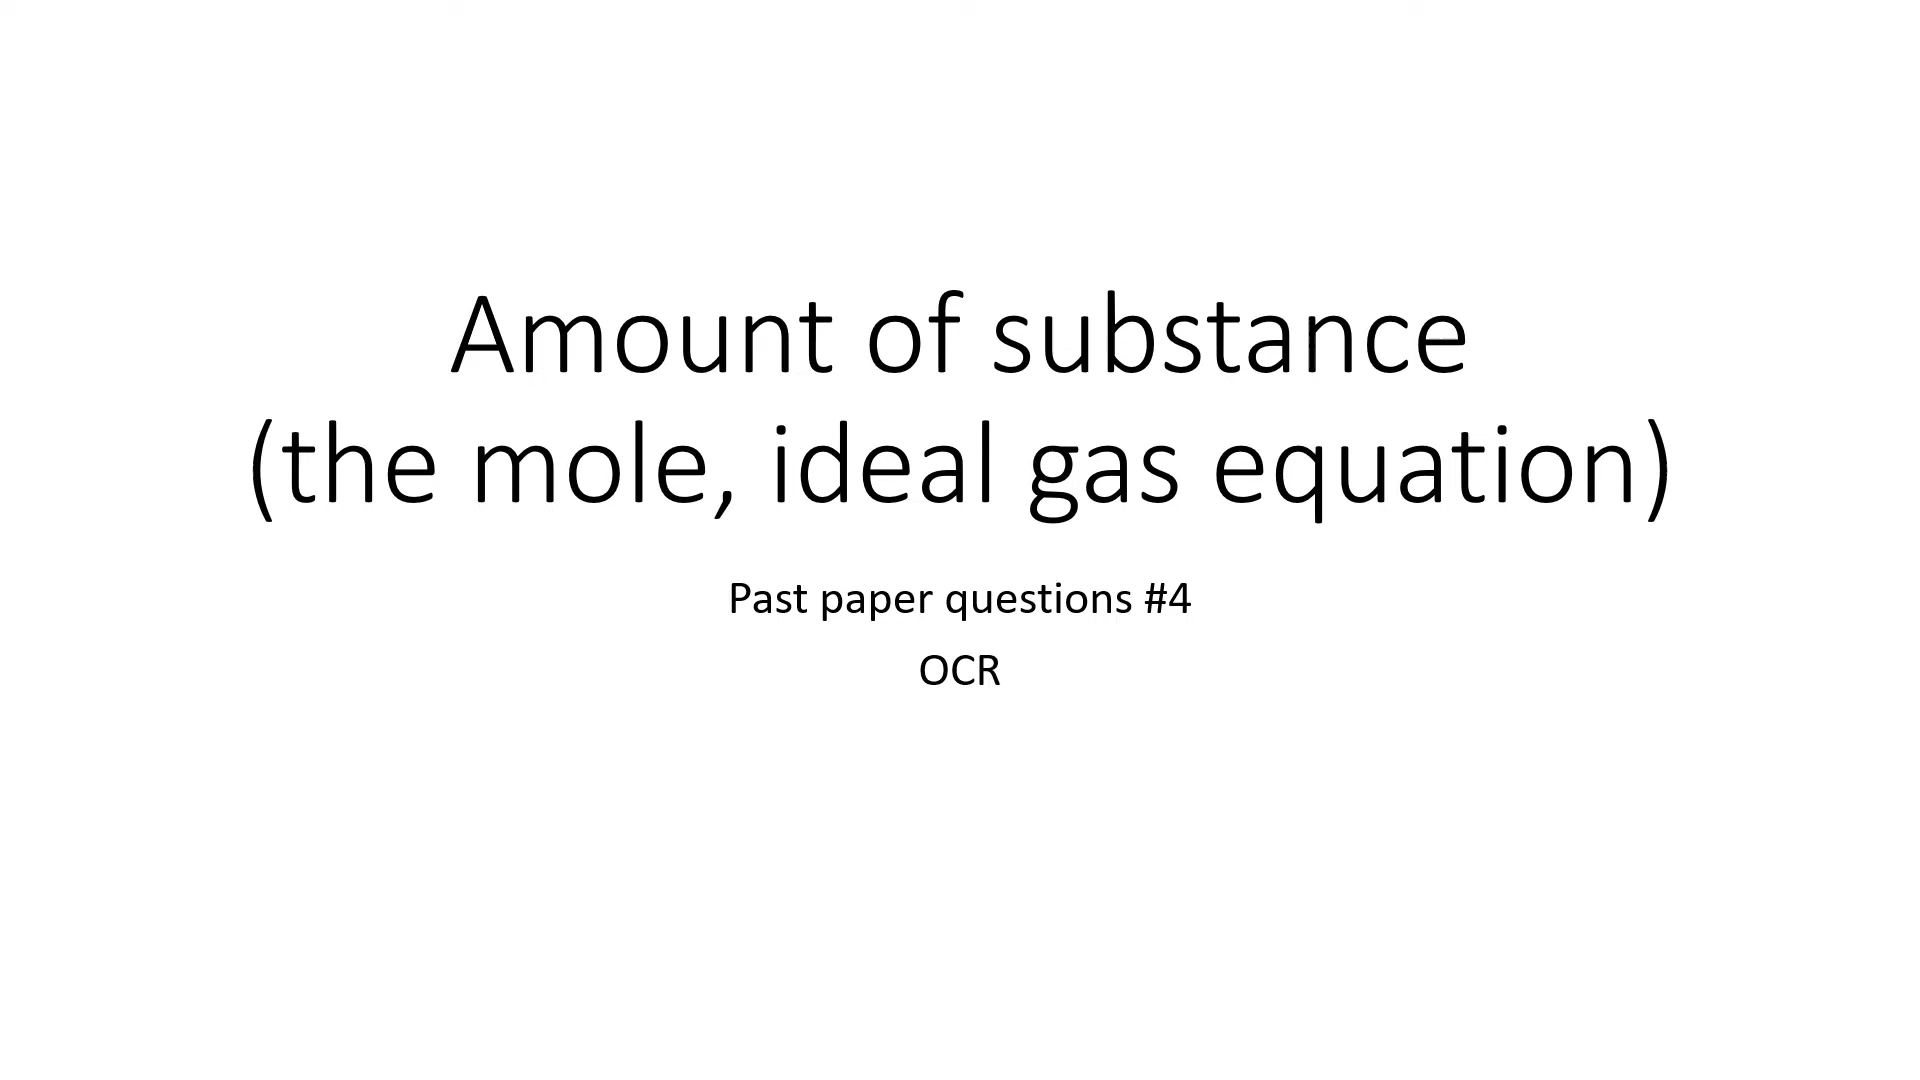 Amount of substance
(the mole, ideal gas equation)
Past paper questions #4
OCR